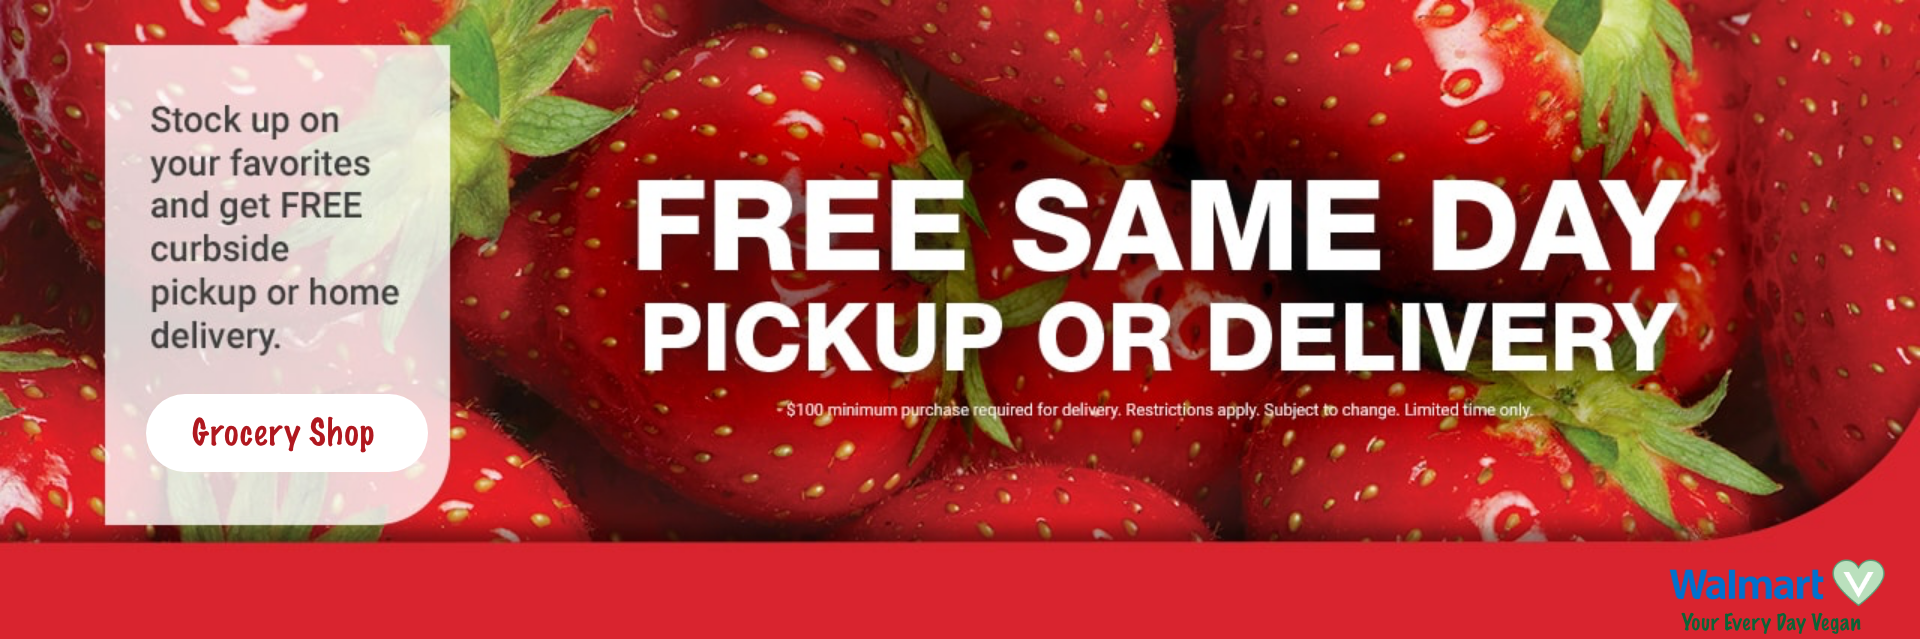 Stock up on
your favorites
and get FREE
curbside
pickup or home
delivery.
Grocery Shop
FREE SAME DAY
PICKUP OR DELIVERY
- $100 minimum purchase required for delivery. Restrictions apply. Subject to change. Limited time only.
Walmart V
Your Every Day Vegan